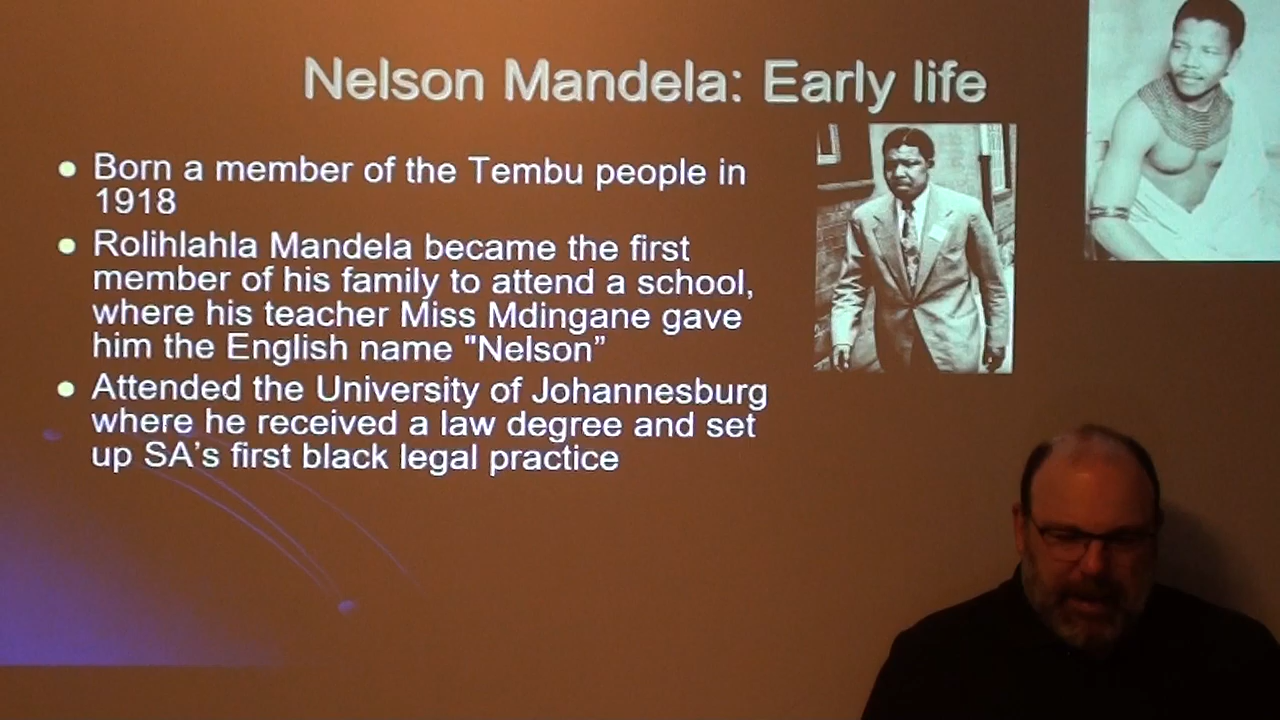 Nelson Mandela: Early life
Born a member of the Tembu people in
1918
Rolihlahla Mandela became the first
member of his family to attend a school,
where his teacher Miss Mdingane gave
him the English name "Nelson”
Attended the University of Johannesburg
where he received a law degree and set
up SA’s first black legal practice